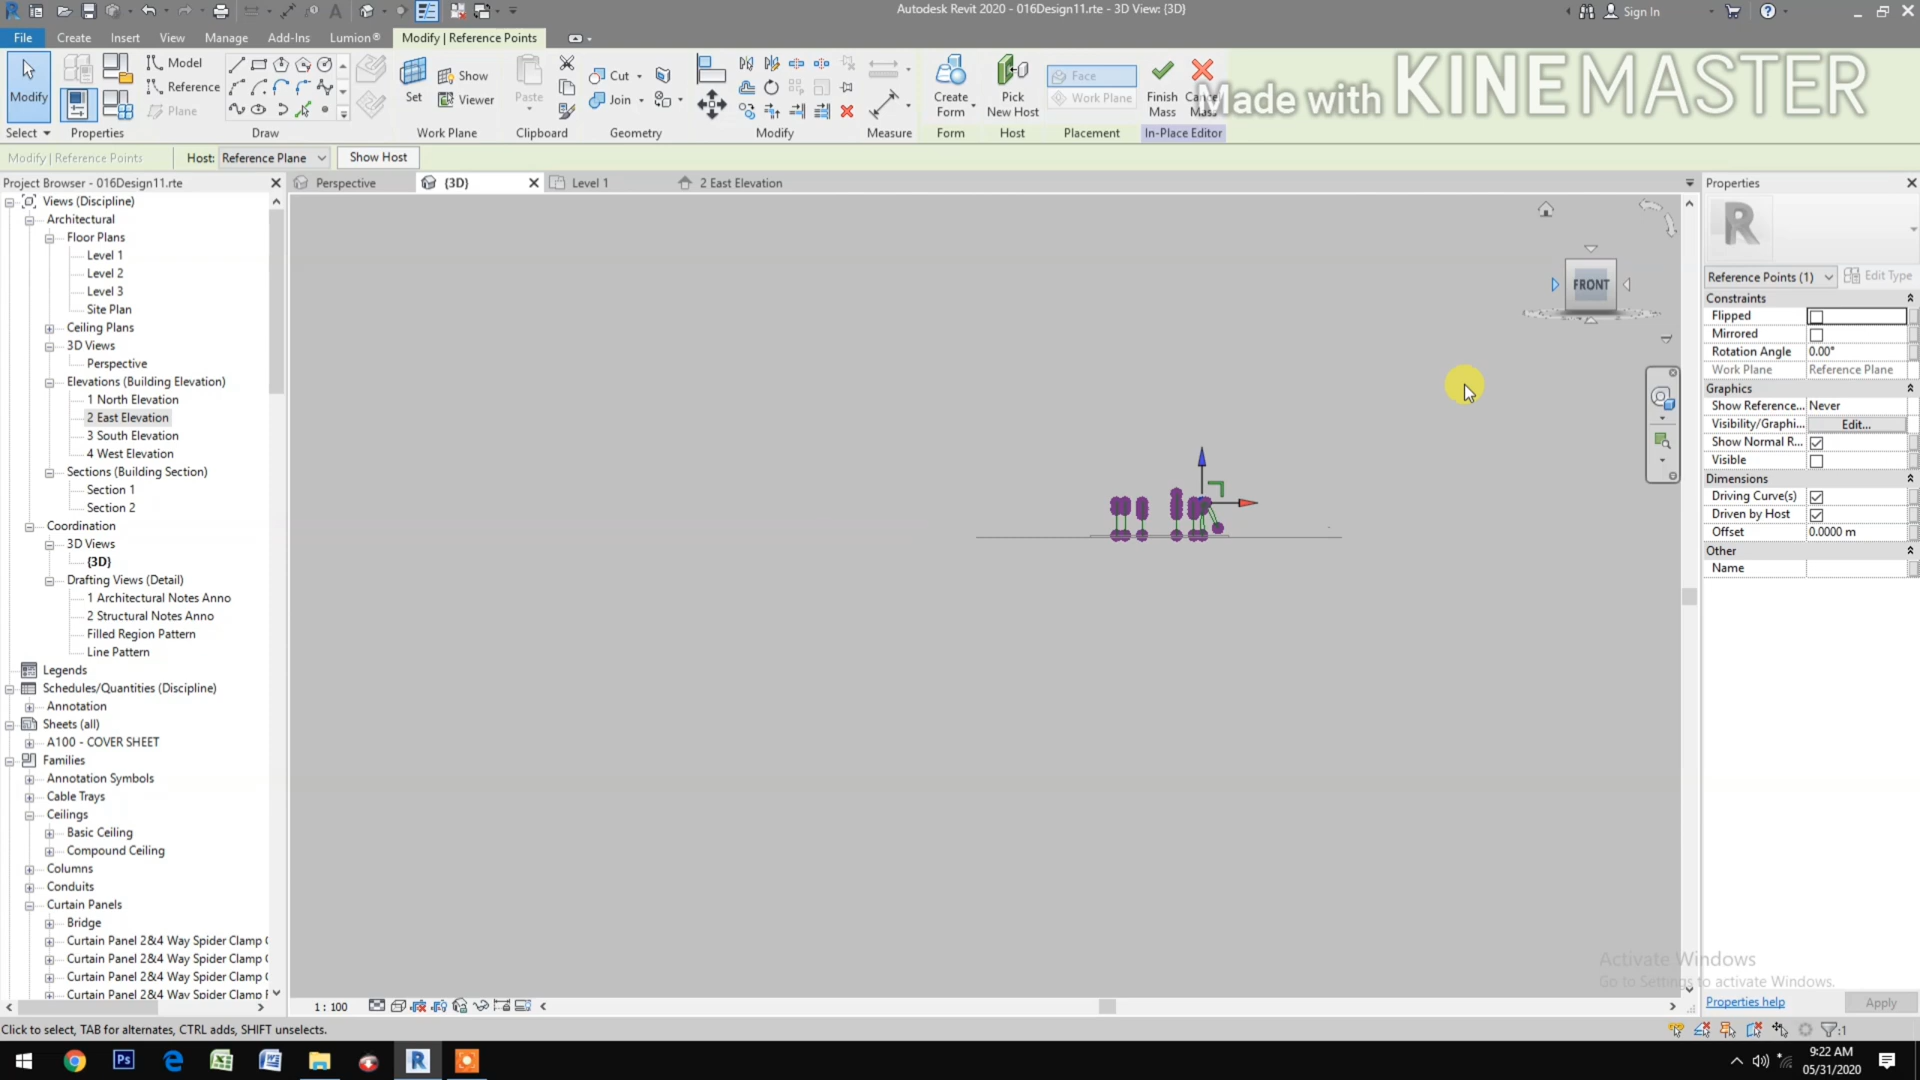 Autodesk Revit 2020 - 016Design11.rte - 3D View: {3D}
Sign In
File Create Insert View Manage Add-Ins Lumion® Modify | Reference Points
Modify
Select
Properties
Model
Reference
Plane
Draw
Set
Show
Viewer
Work Plane
Paste
Clipboard
Cut
Join
Geometry
Modify
Measure
Create Form
Form
Pick New Host
Host
Face
Work Plane
Placement
Finish Mass
Cancel Mass
In-Place Editor
Made with KINEMASTER
Modify | Reference Points
Host: Reference Plane
Show Host
Project Browser - 016Design11.rte
Perspective
{3D}
Level 1
2 East Elevation
Views (Discipline)
Architectural
Floor Plans
Level 1
Level 2
Level 3
Site Plan
Ceiling Plans
3D Views
Perspective
Elevations (Building Elevation)
1 North Elevation
2 East Elevation
3 South Elevation
4 West Elevation
Sections (Building Section)
Section 1
Section 2
Coordination
3D Views
{3D}
Drafting Views (Detail)
1 Architectural Notes Anno
2 Structural Notes Anno
Filled Region Pattern
Line Pattern
Legends
Schedules/Quantities (Discipline)
Annotation
Sheets (all)
A100 - COVER SHEET
Families
Annotation Symbols
Cable Trays
Ceilings
Basic Ceiling
Compound Ceiling
Columns
Conduits
Curtain Panels
Bridge
Curtain Panel 2&4 Way Spider Clamp
Curtain Panel 2&4 Way Spider Clamp
Curtain Panel 2&4 Way Spider Clamp
Curtain Panel 2&4 Way Spider Clamp
FRONT
Properties
R
Reference Points (1)
Edit Type
Constraints
Flipped
Mirrored
Rotation Angle 0.00°
Work Plane Reference Plane
Graphics
Show Reference... Never
Visibility/Graphi... Edit...
Show Normal R...
Visible
Dimensions
Driving Curve(s)
Driven by Host
Offset 0.0000 m
Other
Name
Activate Windows
Go to Settings to activate Windows.
Properties help
Apply
1 : 100
Click to select, TAB for alternates, CTRL adds, SHIFT unselects.
:1
9:22 AM
05/31/2020